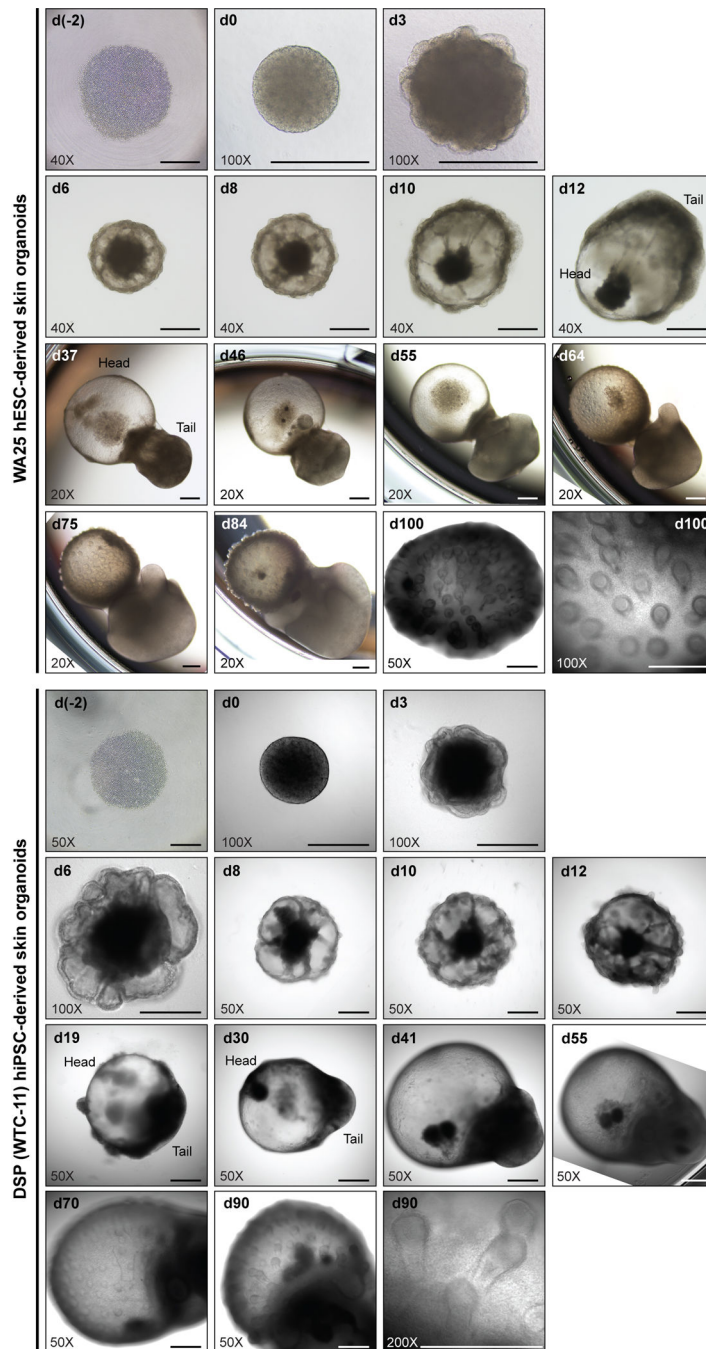 WA25 hESC-derived skin organoids
d(-2)
40X
d0
100X
d3
100X
d6
40X
d8
40X
d10
40X
d12
Tail
Head
40X
d37
Head
Tail
20X
d46
20X
d55
20X
d64
20X
d75
20X
d84
20X
d100
50X
d100
100X
DSP (WTC-11) hiPSC-derived skin organoids
d(-2)
50X
d0
100X
d3
100X
d6
100X
d8
50X
d10
50X
d12
50X
d19
Head
Tail
50X
d30
Head
Tail
50X
d41
50X
d55
50X
d70
50X
d90
50X
d90
200X